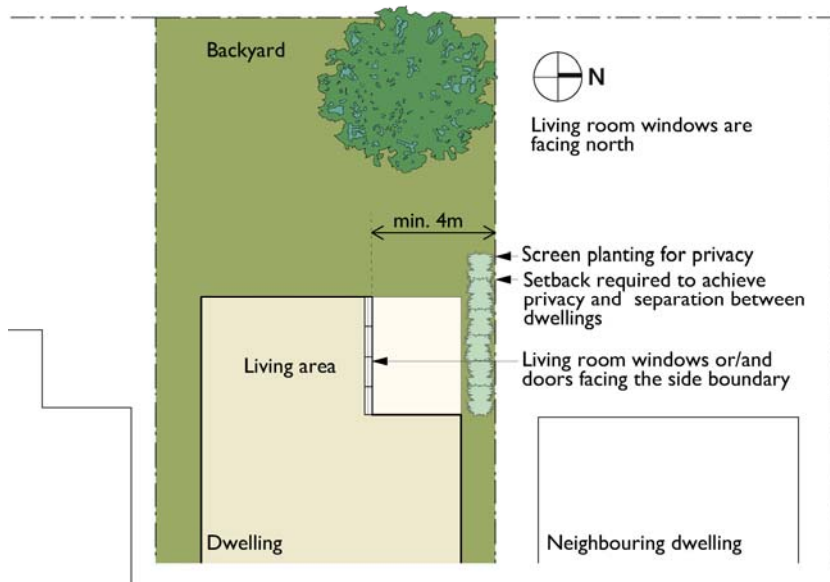 Backyard
N
Living room windows are
facing north
min. 4m
Screen planting for privacy
Setback required to achieve
privacy and separation between
dwellings
Living area
Living room windows or/and
doors facing the side boundary
Dwelling
Neighbouring dwelling